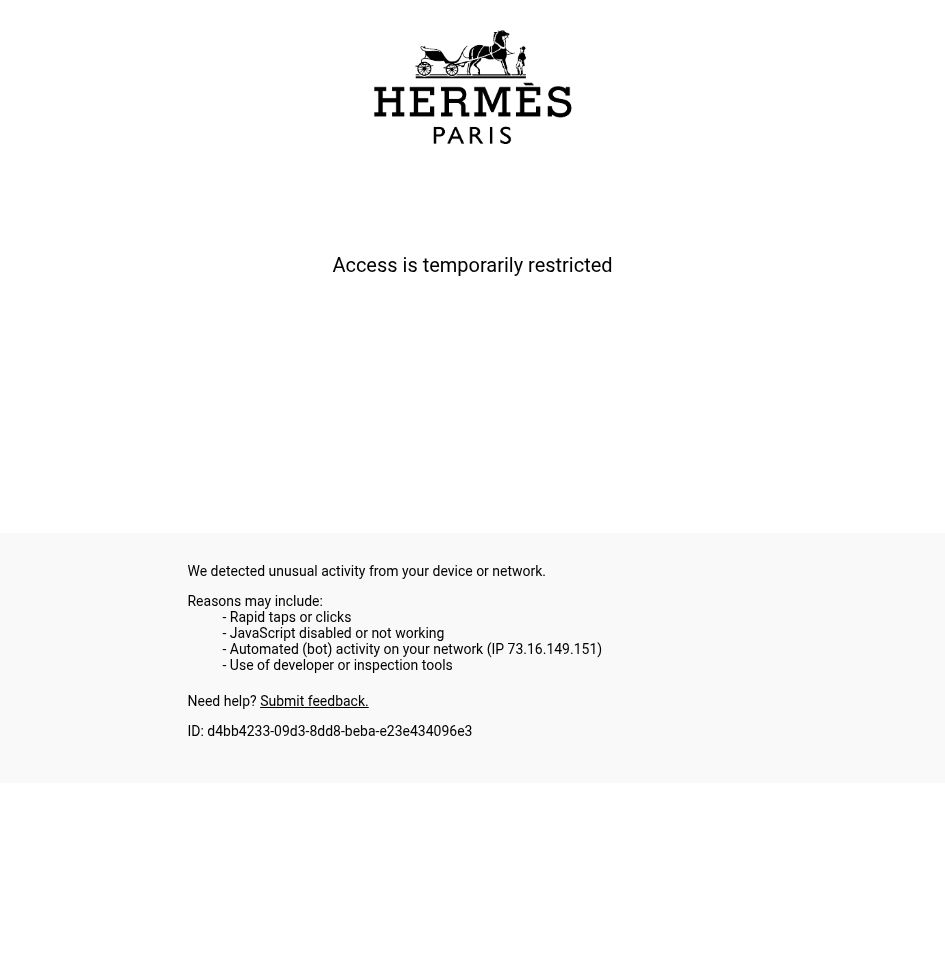 HERMÈS
PARIS
Access is temporarily restricted
We detected unusual activity from your device or network.
Reasons may include:
- Rapid taps or clicks
- JavaScript disabled or not working
- Automated (bot) activity on your network (IP 73.16.149.151)
- Use of developer or inspection tools
Need help? Submit feedback.
ID: d4bb4233-09d3-8dd8-beba-e23e434096e3